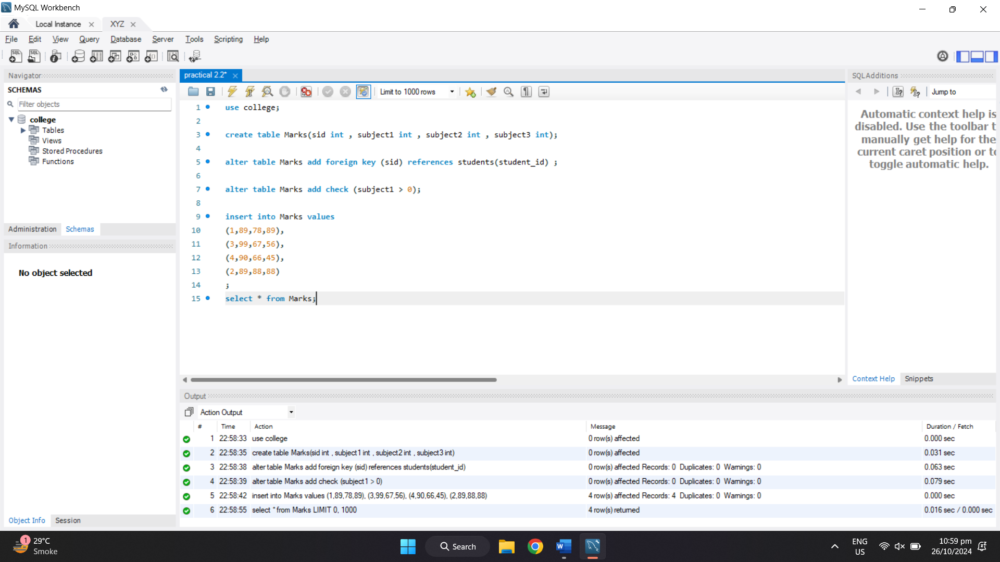 MySQL Workbench
Local Instance
XYZ
File Edit View Query Database Server Tools Scripting Help
Navigator
SCHEMAS
Filter objects
college
Tables
Views
Stored Procedures
Functions
Administration Schemas
Information
No object selected
Object Info Session
practical 2.2*
Limit to 1000 rows
1 use college;
2
3 create table Marks(sid int , subject1 int , subject2 int , subject3 int);
4
5 alter table Marks add foreign key (sid) references students(student_id) ;
6
7 alter table Marks add check (subject1 > 0);
8
9 insert into Marks values
10 (1,89,78,89),
11 (3,99,67,56),
12 (4,90,66,45),
13 (2,89,88,88)
14 ;
15 select * from Marks;
SQLAdditions
Jump to
Automatic context help is
disabled. Use the toolbar t
manually get help for the
current caret position or to
toggle automatic help.
Context Help Snippets
Output
Action Output
# Time Action Message Duration / Fetch
1 22:58:33 use college 0 row(s) affected 0.000 sec
2 22:58:35 create table Marks(sid int , subject1 int , subject2 int , subject3 int) 0 row(s) affected 0.031 sec
3 22:58:38 alter table Marks add foreign key (sid) references students(student_id) 0 row(s) affected Records: 0 Duplicates: 0 Warnings: 0 0.063 sec
4 22:58:39 alter table Marks add check (subject1 > 0) 0 row(s) affected Records: 0 Duplicates: 0 Warnings: 0 0.079 sec
5 22:58:42 insert into Marks values (1,89,78,89), (3,99,67,56), (4,90,66,45), (2,89,88,88) 4 row(s) affected Records: 4 Duplicates: 0 Warnings: 0 0.000 sec
6 22:58:55 select * from Marks LIMIT 0, 1000 4 row(s) returned 0.016 sec / 0.000 sec
1
29°C
Smoke
Search
ENG
US
10:59 pm
26/10/2024